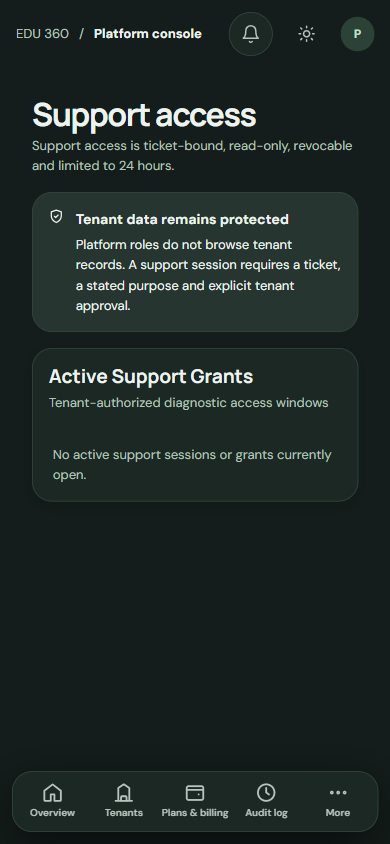 EDU 360 / Platform console
P
Support access
Support access is ticket-bound, read-only, revocable
and limited to 24 hours.
Tenant data remains protected
Platform roles do not browse tenant
records. A support session requires a ticket,
a stated purpose and explicit tenant
approval.
Active Support Grants
Tenant-authorized diagnostic access windows
No active support sessions or grants currently
open.
Overview
Tenants
Plans & billing
Audit log
More